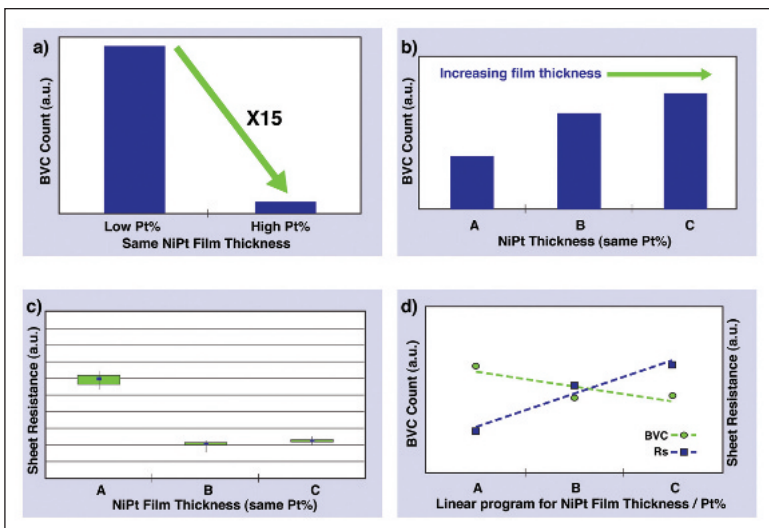 a)
BVC Count (a.u.)
X15
Low Pt%
High Pt%
Same NiPt Film Thickness
b)
BVC Count (a.u.)
Increasing film thickness
A
B
C
NiPt Thickness (same Pt%)
c)
Sheet Resistance (a.u.)
A
B
C
NiPt Film Thickness (same Pt%)
d)
BVC Count (a.u.)
Sheet Resistance (a.u.)
BVC
Rs
A
B
C
Linear program for NiPt Film Thickness / Pt%